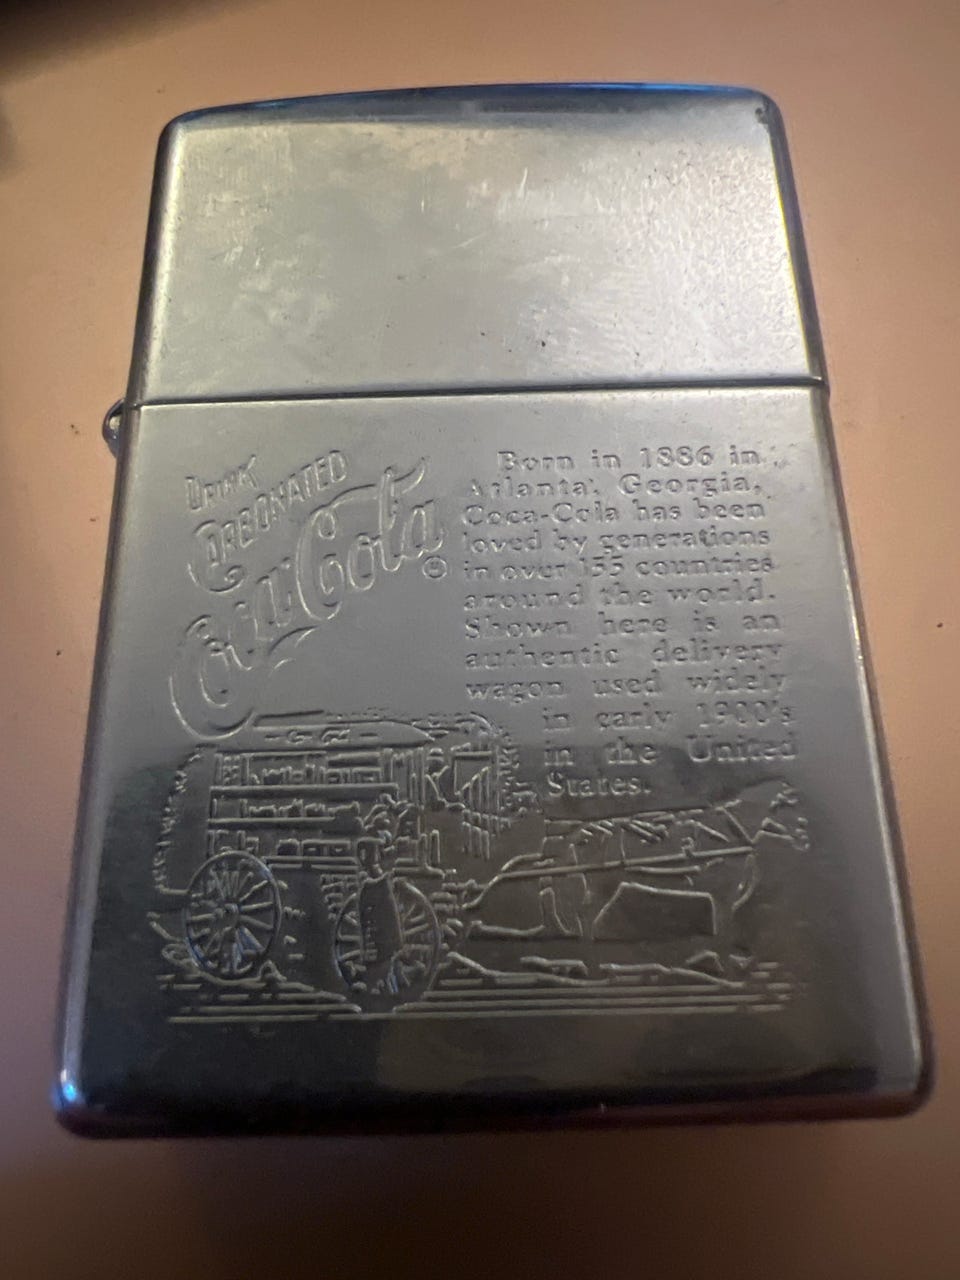 DRINK
CARBONATED
Coca-Cola
®
Born in 1886 in
Atlanta, Georgia,
Coca-Cola has been
loved by generations
in over 155 countries
around the world.
Shown here is an
authentic delivery
wagon used widely
in early 1900's
in the United
States.